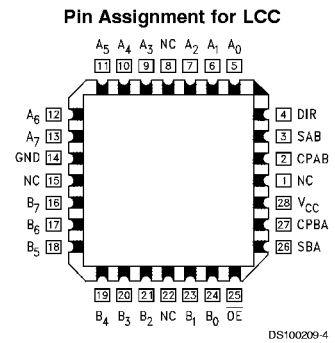 Pin Assignment for LCC
A5 A4 A3 NC A2 A1 A0
11 10 9 8 7 6 5
A6 12
A7 13
GND 14
NC 15
B7 16
B6 17
B5 18
4 DIR
3 SAB
2 CPAB
1 NC
28 VCC
27 CPBA
26 SBA
19 20 21 22 23 24 25
B4 B3 B2 NC B1 B0 OE
DS100209-4